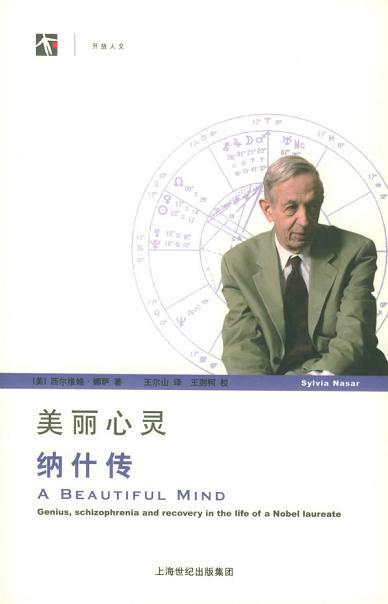 开放人文
[美] 西尔维娅·娜萨 著 王尔山 译 王则柯 校 Sylvia Nasar
美丽心灵
纳什传
A BEAUTIFUL MIND
Genius, schizophrenia and recovery in the life of a Nobel laureate
上海世纪出版集团